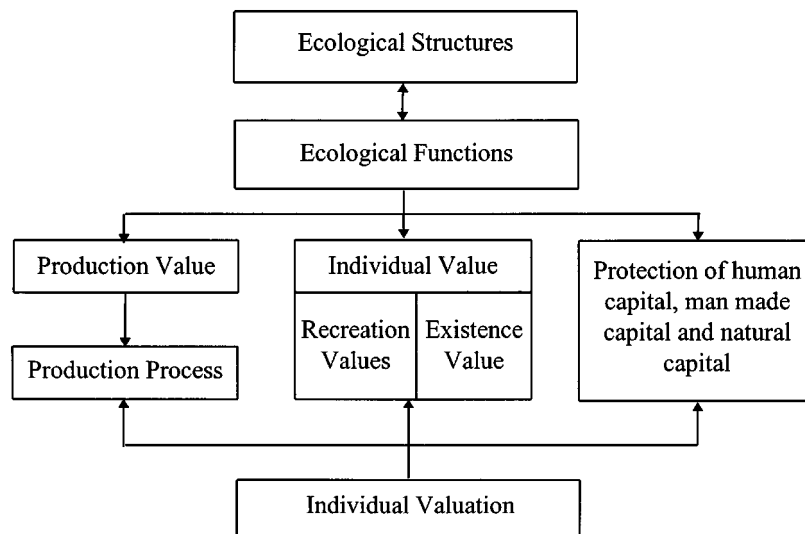 Ecological Structures
Ecological Functions
Production Value
Individual Value
Protection of human
capital, man made
capital and natural
capital
Recreation
Values
Existence
Value
Production Process
Individual Valuation